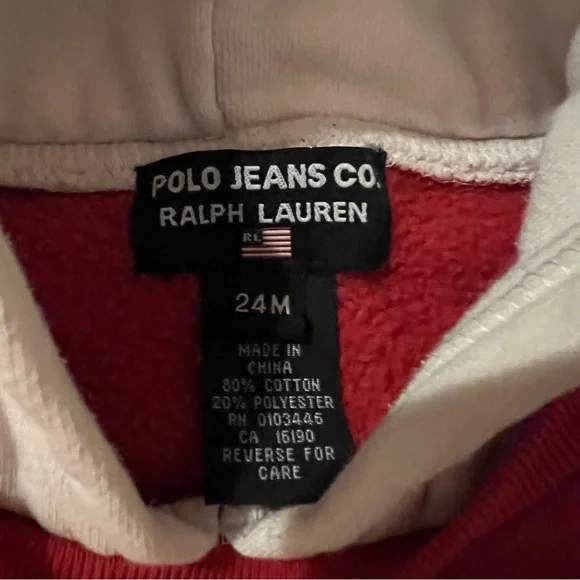 POLO JEANS CO.
RALPH LAUREN
RL
24M
MADE IN
CHINA
80% COTTON
20% POLYESTER
RN 0103445
CA 16190
REVERSE FOR
CARE